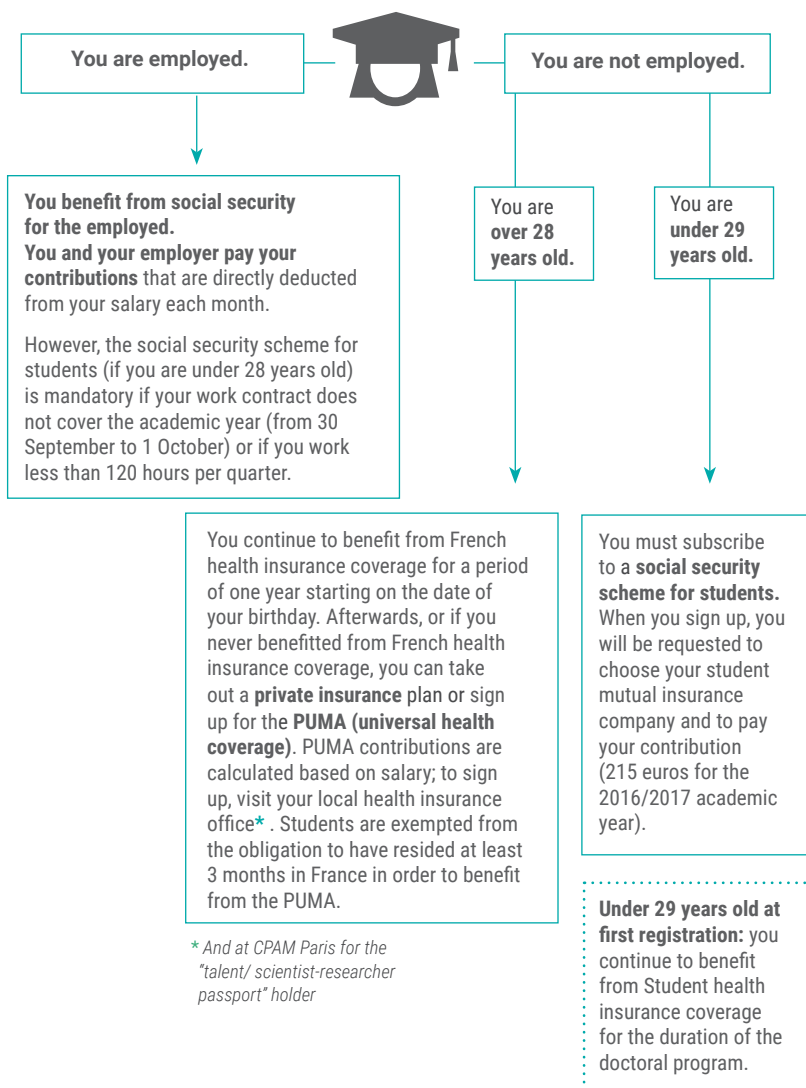 You are employed.
You are not employed.
You benefit from social security
for the employed.
You and your employer pay your
contributions that are directly deducted
from your salary each month.
However, the social security scheme for
students (if you are under 28 years old)
is mandatory if your work contract does
not cover the academic year (from 30
September to 1 October) or if you work
less than 120 hours per quarter.
You are
over 28
years old.
You are
under 29
years old.
You continue to benefit from French
health insurance coverage for a period
of one year starting on the date of
your birthday. Afterwards, or if you
never benefitted from French health
insurance coverage, you can take
out a private insurance plan or sign
up for the PUMA (universal health
coverage). PUMA contributions are
calculated based on salary; to sign
up, visit your local health insurance
office* . Students are exempted from
the obligation to have resided at least
3 months in France in order to benefit
from the PUMA.
* And at CPAM Paris for the
"talent/ scientist-researcher
passport" holder
You must subscribe
to a social security
scheme for students.
When you sign up, you
will be requested to
choose your student
mutual insurance
company and to pay
your contribution
(215 euros for the
2016/2017 academic
year).
Under 29 years old at
first registration: you
continue to benefit
from Student health
insurance coverage
for the duration of the
doctoral program.